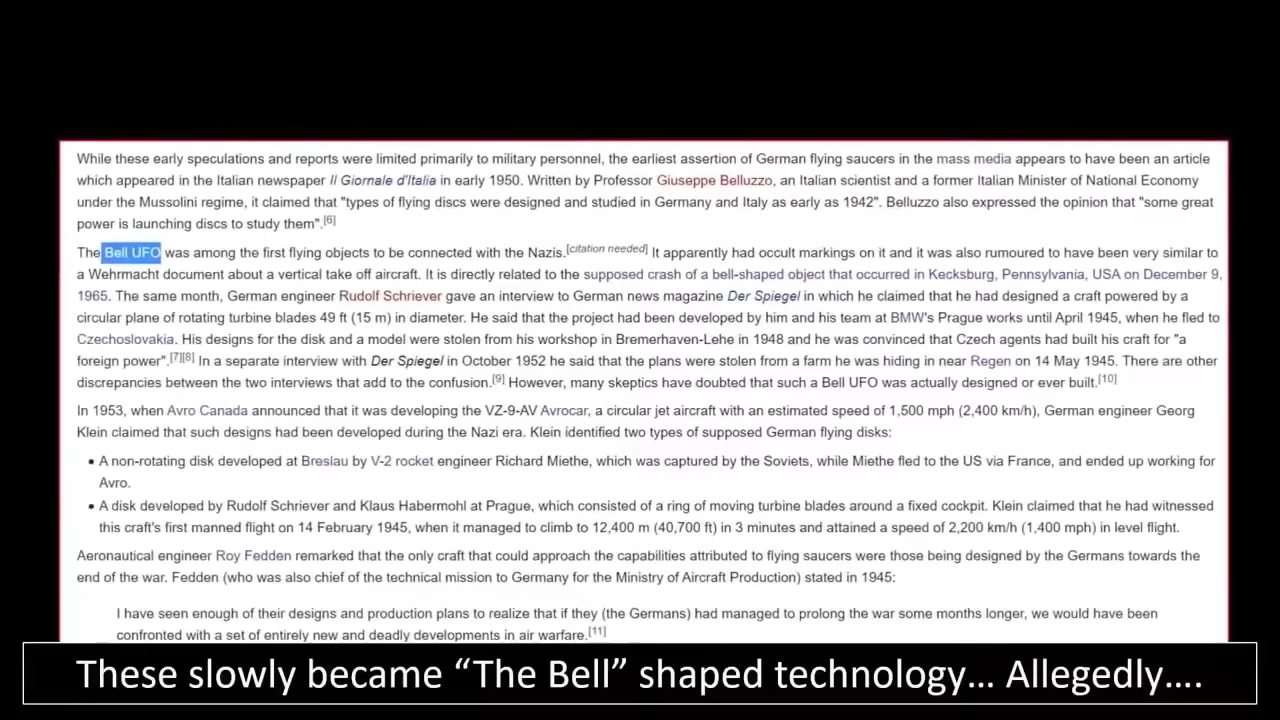 While these early speculations and reports were limited primarily to military personnel, the earliest assertion of German flying saucers in the mass media appears to have been an article
which appeared in the Italian newspaper Il Giornale d'Italia in early 1950. Written by Professor Giuseppe Belluzzo, an Italian scientist and a former Italian Minister of National Economy
under the Mussolini regime, it claimed that "types of flying discs were designed and studied in Germany and Italy as early as 1942". Belluzzo also expressed the opinion that "some great
power is launching discs to study them".[6]
The Bell UFO was among the first flying objects to be connected with the Nazis.[citation needed] It apparently had occult markings on it and it was also rumoured to have been very similar to
a Wehrmacht document about a vertical take off aircraft. It is directly related to the supposed crash of a bell-shaped object that occurred in Kecksburg, Pennsylvania, USA on December 9,
1965. The same month, German engineer Rudolf Schriever gave an interview to German news magazine Der Spiegel in which he claimed that he had designed a craft powered by a
circular plane of rotating turbine blades 49 ft (15 m) in diameter. He said that the project had been developed by him and his team at BMW's Prague works until April 1945, when he fled to
Czechoslovakia. His designs for the disk and a model were stolen from his workshop in Bremerhaven-Lehe in 1948 and he was convinced that Czech agents had built his craft for "a
foreign power".[7][8] In a separate interview with Der Spiegel in October 1952 he said that the plans were stolen from a farm he was hiding in near Regen on 14 May 1945. There are other
discrepancies between the two interviews that add to the confusion.[9] However, many skeptics have doubted that such a Bell UFO was actually designed or ever built.[10]
In 1953, when Avro Canada announced that it was developing the VZ-9-AV Avrocar, a circular jet aircraft with an estimated speed of 1,500 mph (2,400 km/h), German engineer Georg
Klein claimed that such designs had been developed during the Nazi era. Klein identified two types of supposed German flying disks:
• A non-rotating disk developed at Breslau by V-2 rocket engineer Richard Miethe, which was captured by the Soviets, while Miethe fled to the US via France, and ended up working for
Avro.
• A disk developed by Rudolf Schriever and Klaus Habermohl at Prague, which consisted of a ring of moving turbine blades around a fixed cockpit. Klein claimed that he had witnessed
this craft's first manned flight on 14 February 1945, when it managed to climb to 12,400 m (40,700 ft) in 3 minutes and attained a speed of 2,200 km/h (1,400 mph) in level flight.
Aeronautical engineer Roy Fedden remarked that the only craft that could approach the capabilities attributed to flying saucers were those being designed by the Germans towards the
end of the war. Fedden (who was also chief of the technical mission to Germany for the Ministry of Aircraft Production) stated in 1945:
I have seen enough of their designs and production plans to realize that if they (the Germans) had managed to prolong the war some months longer, we would have been
confronted with a set of entirely new and deadly developments in air warfare.[11]
These slowly became “The Bell” shaped technology… Allegedly….